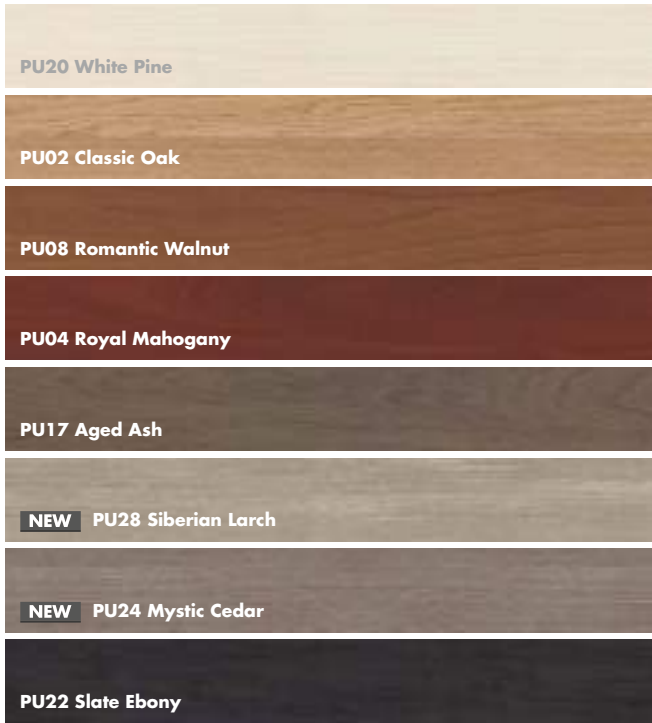 PU20 White Pine
PU02 Classic Oak
PU08 Romantic Walnut
PU04 Royal Mahogany
PU17 Aged Ash
NEW PU28 Siberian Larch
NEW PU24 Mystic Cedar
PU22 Slate Ebony